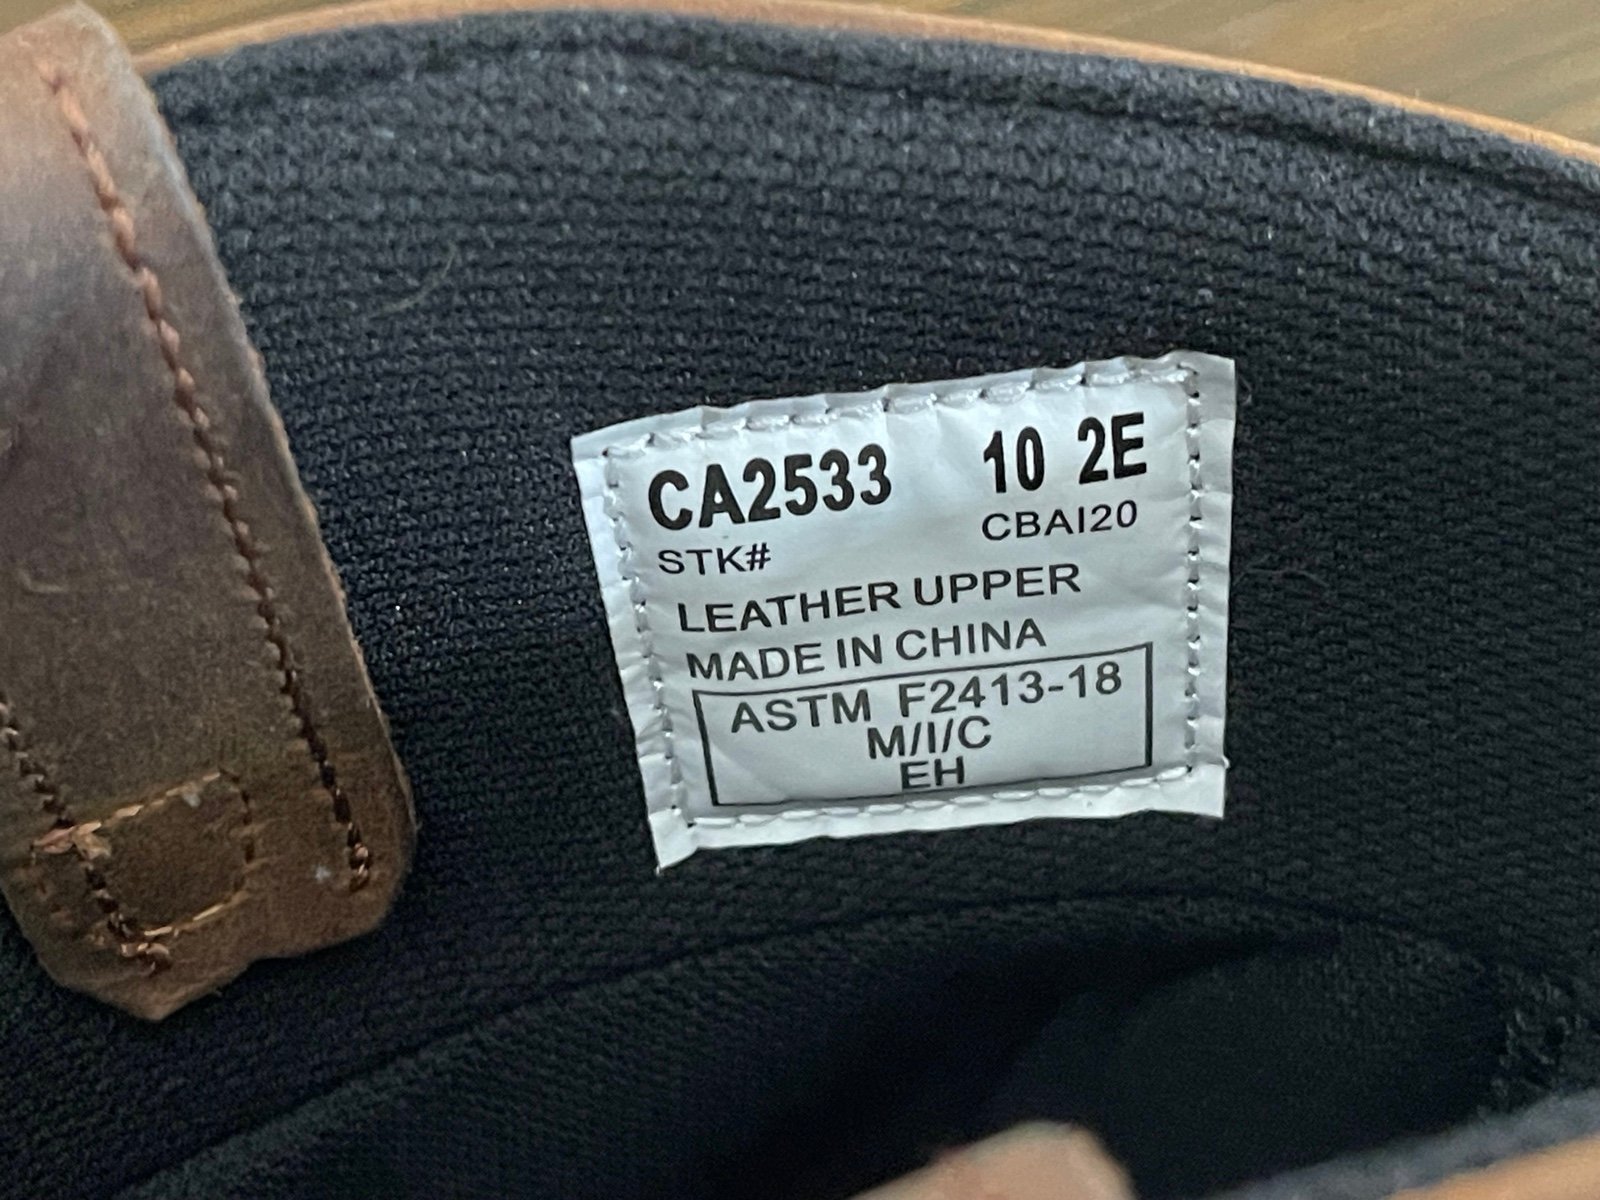 CA2533 10 2E
STK# CBAI20
LEATHER UPPER
MADE IN CHINA
ASTM F2413-18
M/I/C
EH